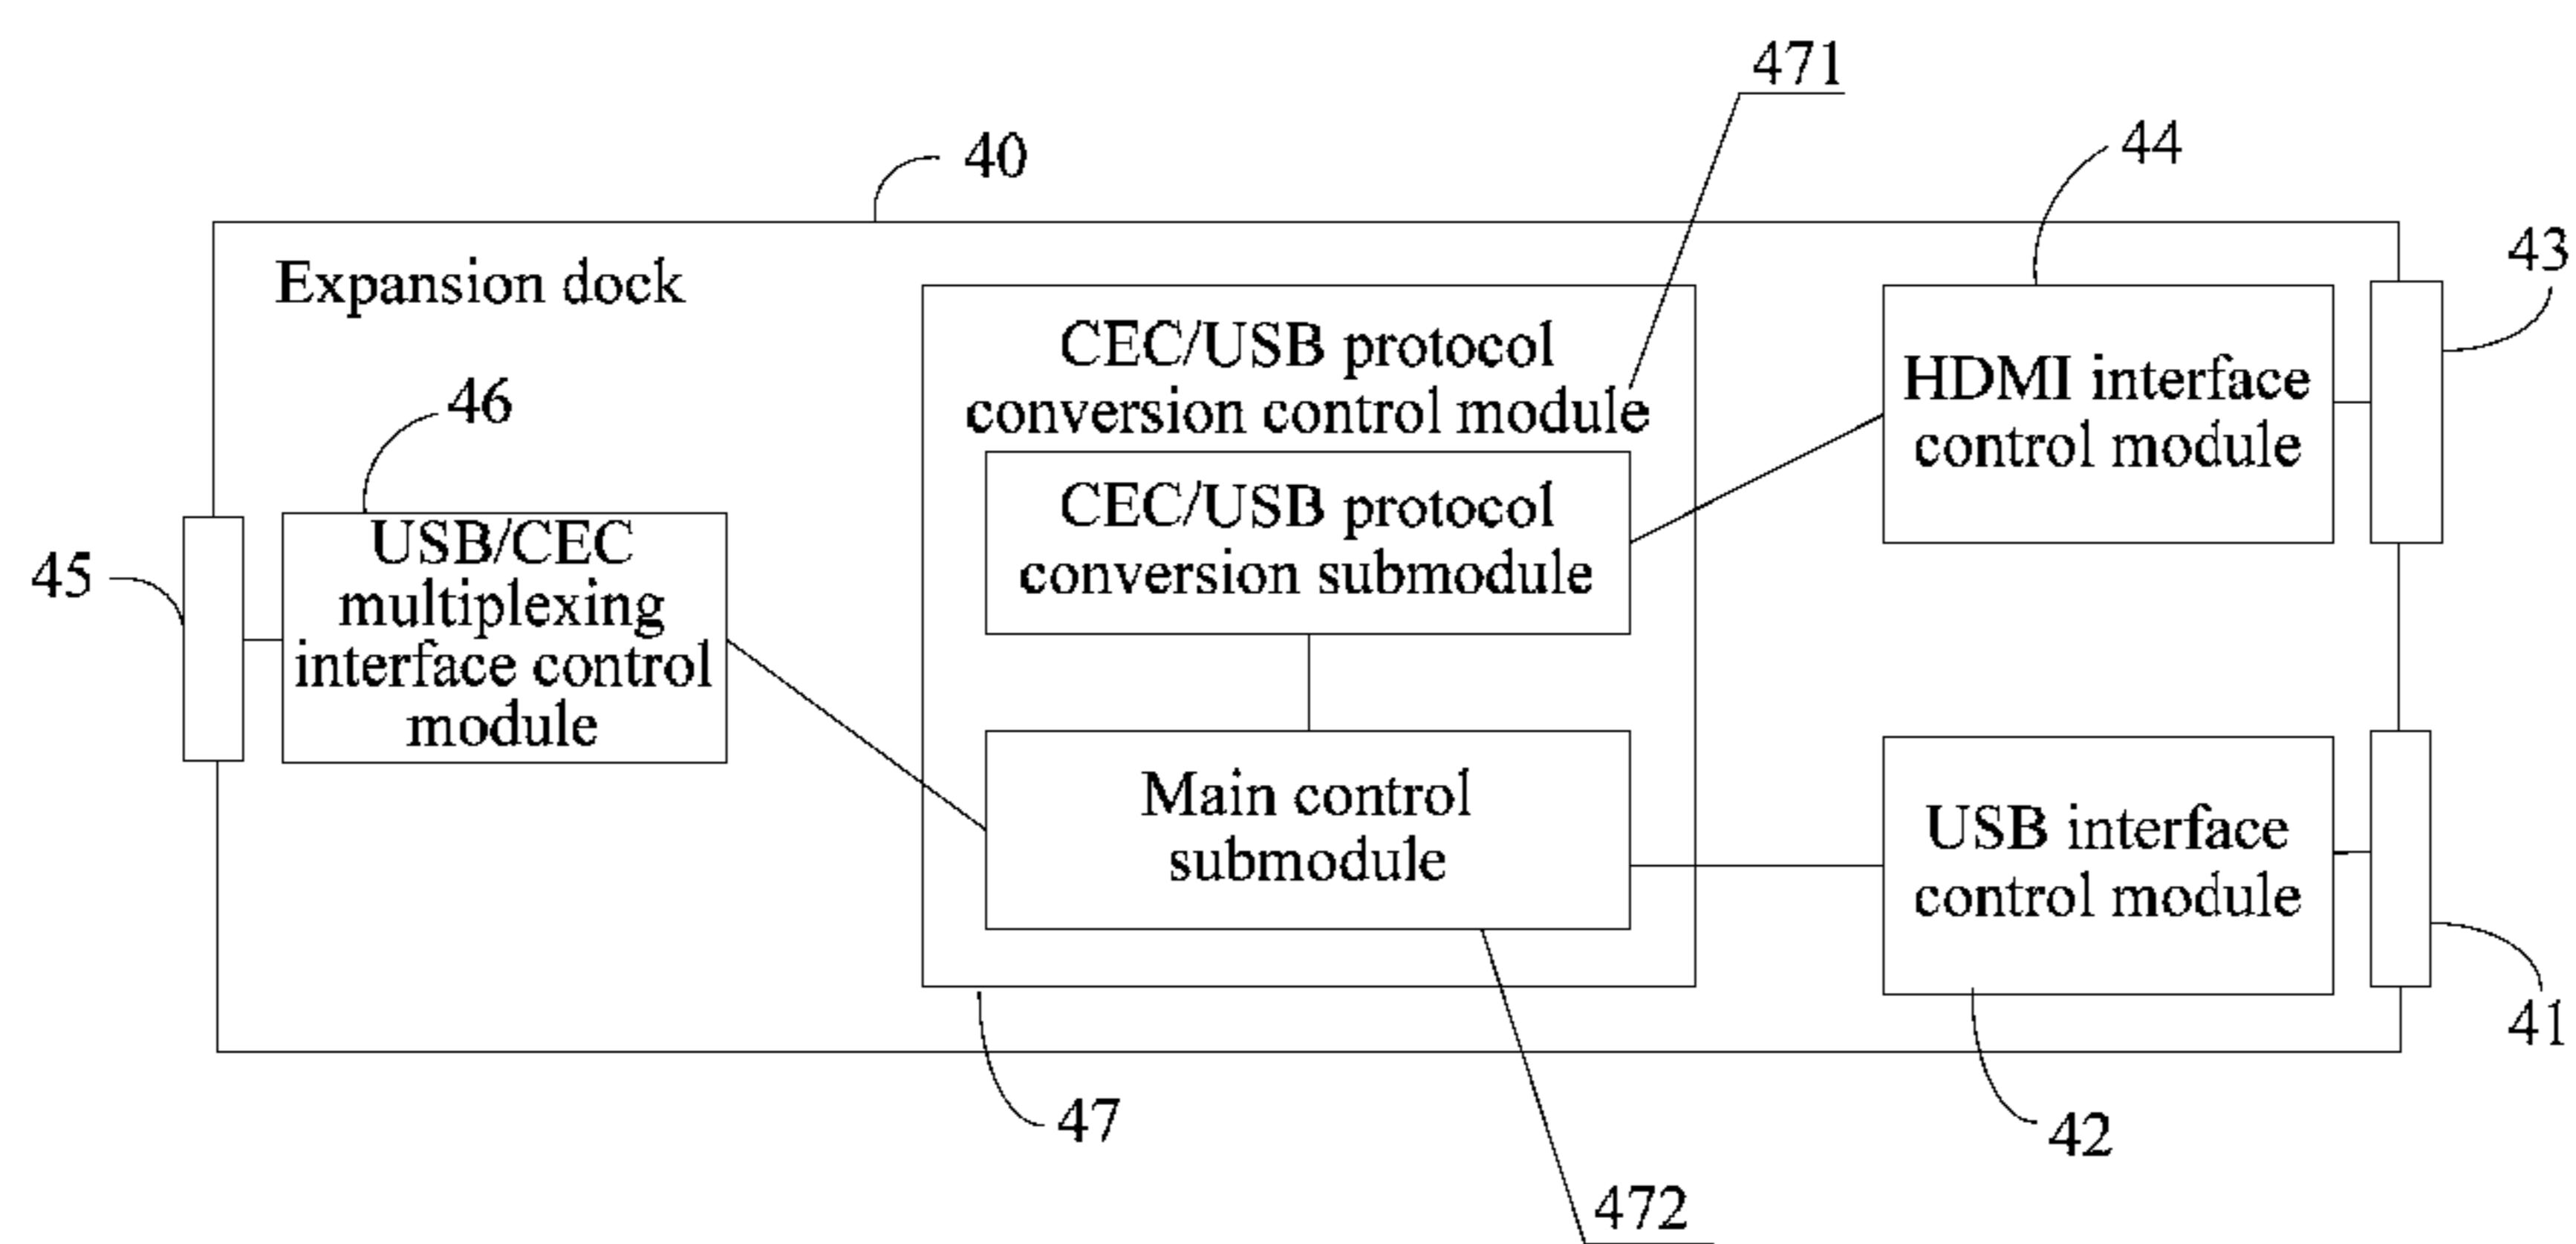 471
44
40
43
Expansion dock
CEC/USB protocol
conversion control module
HDMI interface
control module
46
CEC/USB protocol
conversion submodule
45
USB/CEC
multiplexing
interface control
module
Main control
submodule
USB interface
control module
41
47
42
472